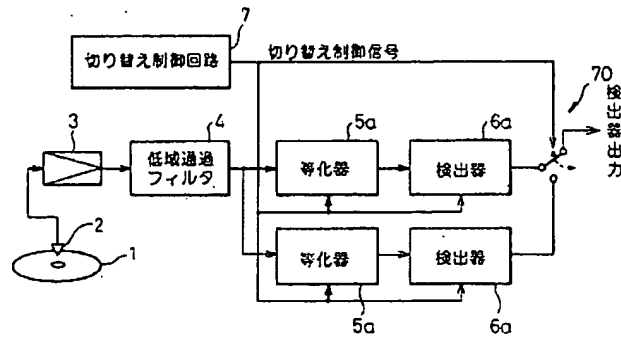 7
切り替え制御回路
切り替え制御信号
70
検出器出力
3
4
低域通過
フィルタ
5a
等化器
6a
検出器
2
1
等化器
5a
検出器
6a